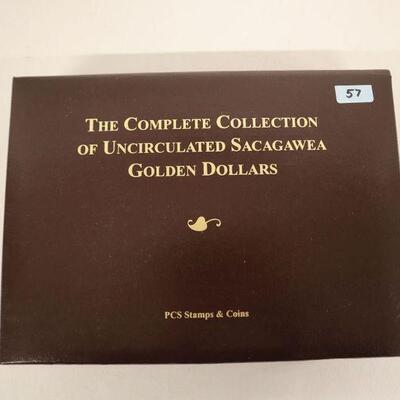 57
THE COMPLETE COLLECTION
OF UNCIRCULATED SACAGAWEA
GOLDEN DOLLARS
PCS Stamps & Coins